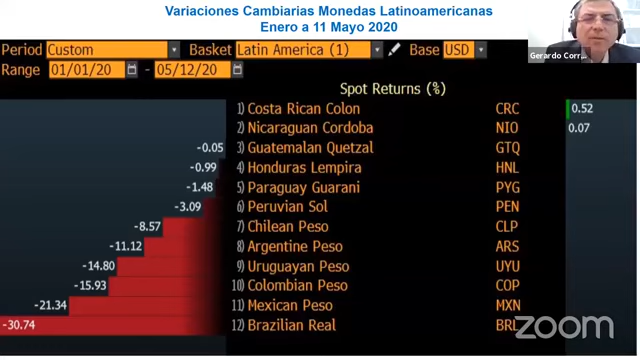 Variaciones Cambiarias Monedas Latinoamericanas
Enero a 11 Mayo 2020
Period Custom Basket Latin America (1) Base USD
Range 01/01/20 - 05/12/20
Gerardo Corr...
Spot Returns (%)
1) Costa Rican Colon CRC 0.52
2) Nicaraguan Cordoba NIO 0.07
-0.05 3) Guatemalan Quetzal GTQ
-0.99 4) Honduras Lempira HNL
-1.48 5) Paraguay Guarani PYG
-3.09 6) Peruvian Sol PEN
-8.57 7) Chilean Peso CLP
-11.12 8) Argentine Peso ARS
-14.80 9) Uruguayan Peso UYU
-15.93 10) Colombian Peso COP
-21.34 11) Mexican Peso MXN
-30.74 12) Brazilian Real BRL
zoom